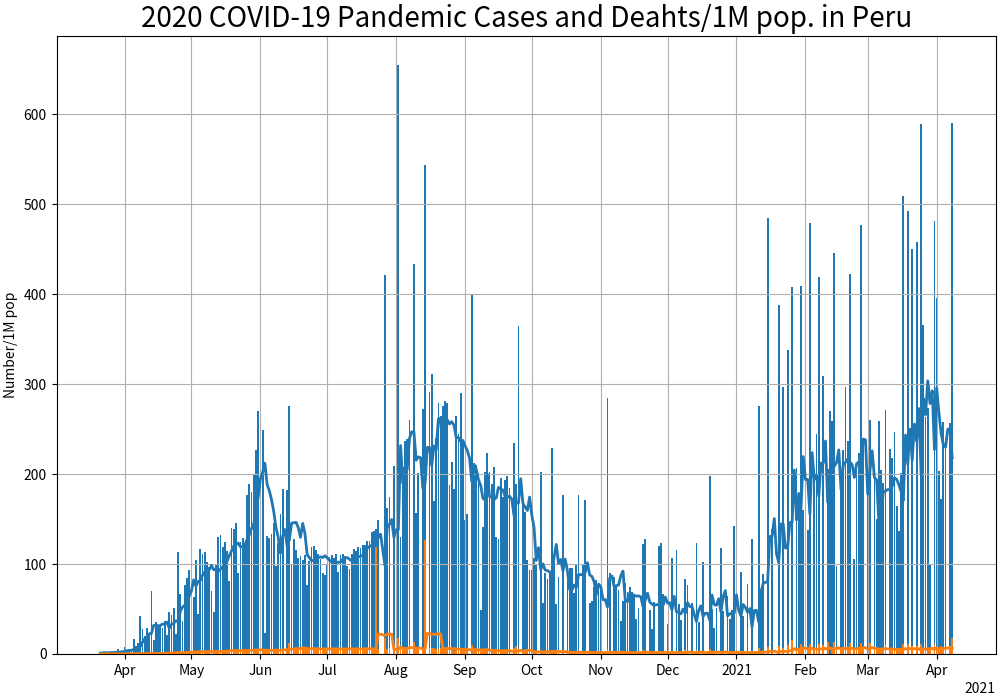 2020 COVID-19 Pandemic Cases and Deahts/1M pop. in Peru
Number/1M pop
600
500
400
300
200
100
0
Apr May Jun Jul Aug Sep Oct Nov Dec 2021 Feb Mar Apr
2021